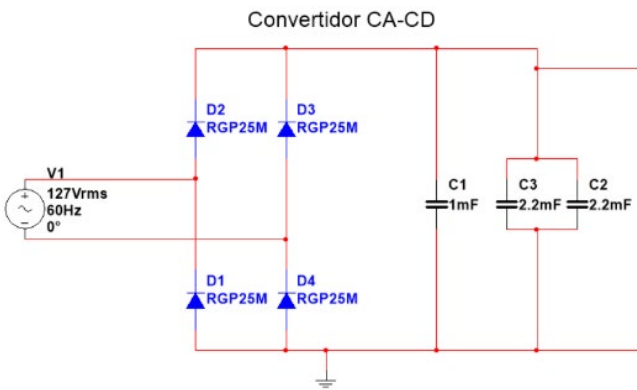 Convertidor CA-CD
D2
RGP25M
D3
RGP25M
V1
127Vrms
60Hz
0°
C1
1mF
C3
2.2mF
C2
2.2mF
D1
RGP25M
D4
RGP25M